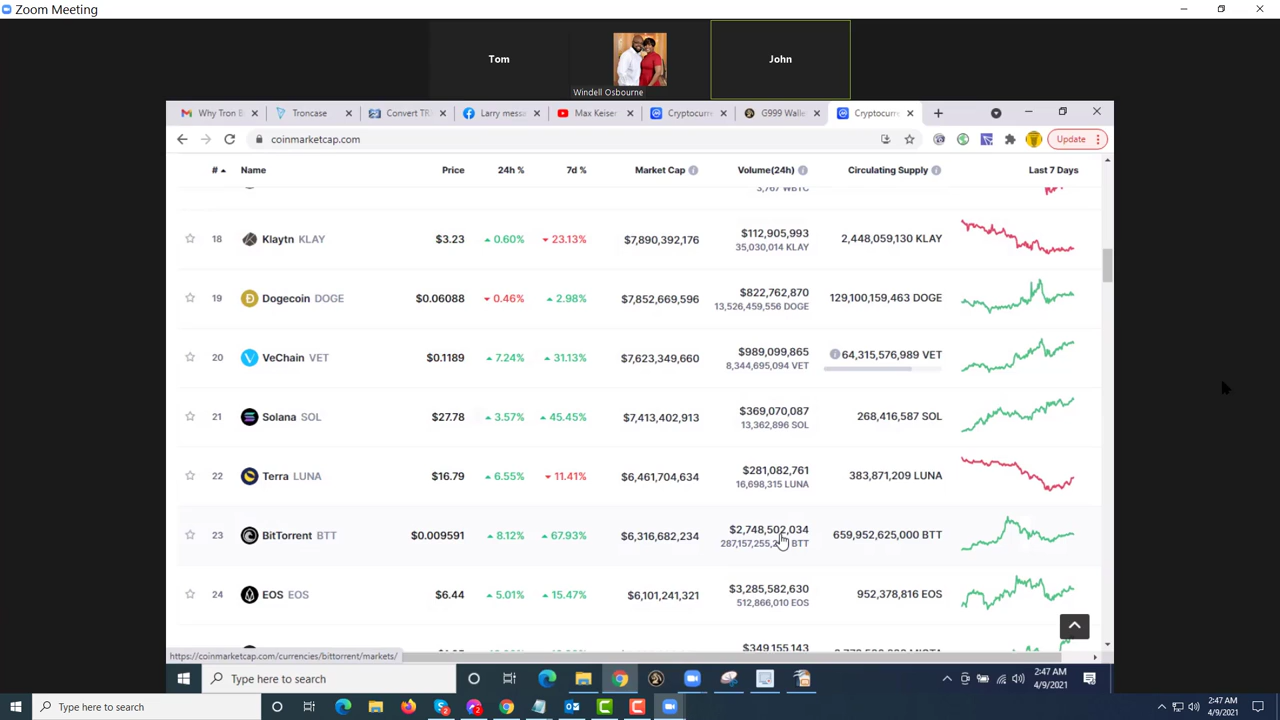 Zoom Meeting
Tom
John
Windell Osbourne
Why Tron B
Troncase
Convert TR
Larry messa
Max Keiser
Cryptocurre
G999 Walle
Cryptocurre
coinmarketcap.com
Update
# Name Price 24h % 7d % Market Cap Volume(24h) Circulating Supply Last 7 Days
3,767 WBTC
18 Klaytn KLAY $3.23 0.60% 23.13% $7,890,392,176 $112,905,993 2,448,059,130 KLAY
35,030,014 KLAY
19 Dogecoin DOGE $0.06088 0.46% 2.98% $7,852,669,596 $822,762,870 129,100,159,463 DOGE
13,526,459,556 DOGE
20 VeChain VET $0.1189 7.24% 31.13% $7,623,349,660 $989,099,865 64,315,576,989 VET
8,344,695,094 VET
21 Solana SOL $27.78 3.57% 45.45% $7,413,402,913 $369,070,087 268,416,587 SOL
13,362,896 SOL
22 Terra LUNA $16.79 6.55% 11.41% $6,461,704,634 $281,082,761 383,871,209 LUNA
16,698,315 LUNA
23 BitTorrent BTT $0.009591 8.12% 67.93% $6,316,682,234 $2,748,502,034 659,952,625,000 BTT
BTT
24 EOS EOS $6.44 5.01% 15.47% $6,101,241,321 $3,285,582,630 952,378,816 EOS
512,866,010 EOS
$349,155,143
https://coinmarketcap.com/currencies/bittorrent/markets/
Type here to search
2:47 AM
4/9/2021
Type here to search
2:47 AM
4/9/2021